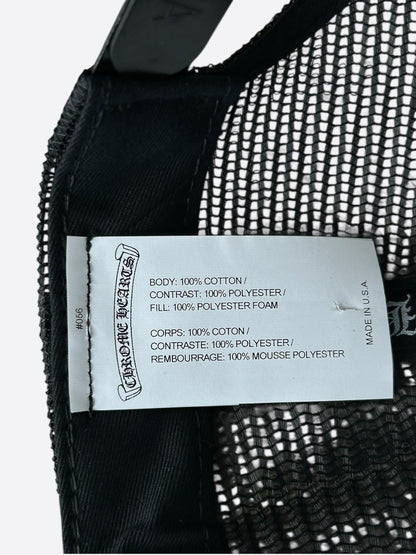 #056
CHROME HEARTS
BODY: 100% COTTON /
CONTRAST: 100% POLYESTER /
FILL: 100% POLYESTER FOAM
CORPS: 100% COTON /
CONTRASTE: 100% POLYESTER /
REMBOURRAGE: 100% MOUSSE POLYESTER
MADE IN U.S.A.